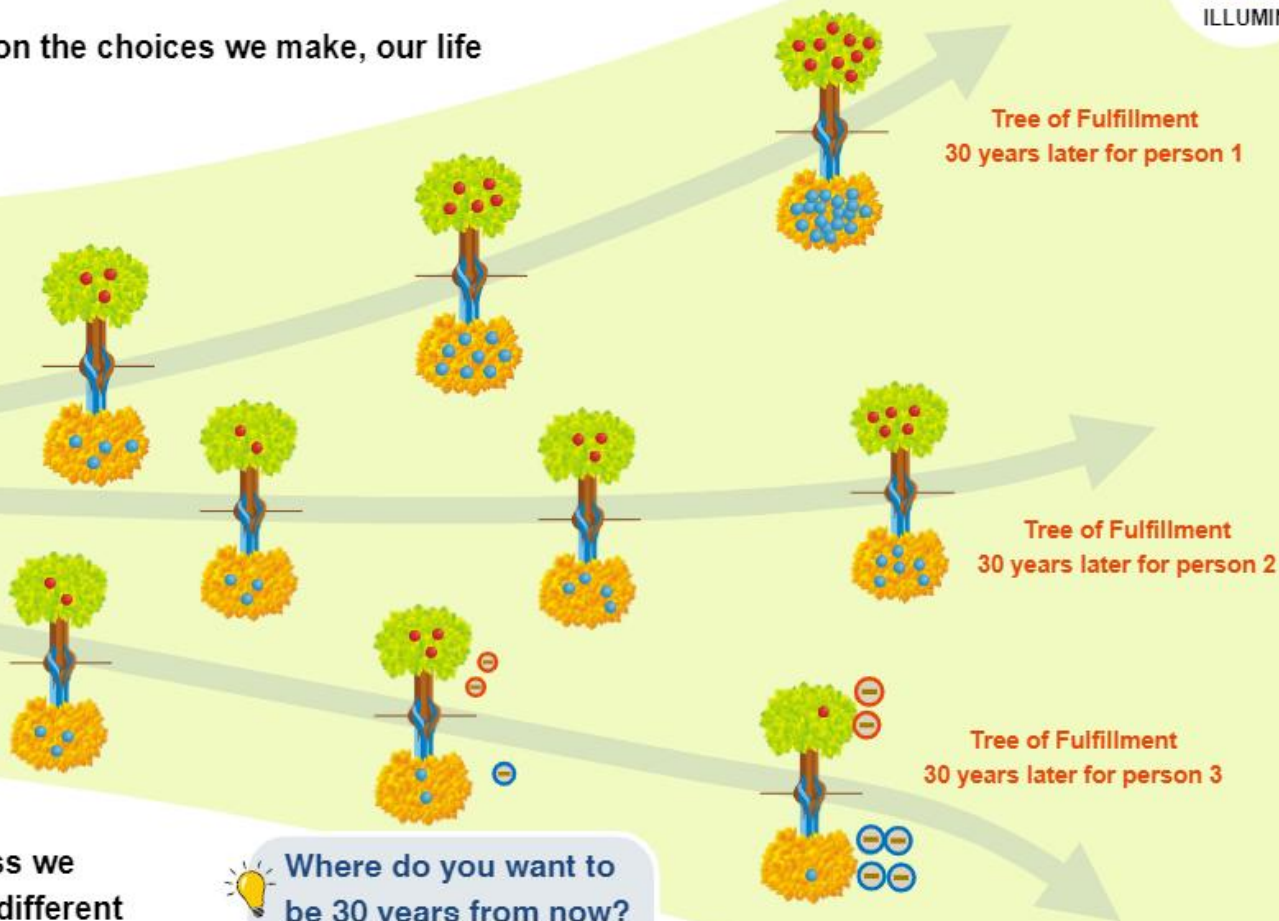 ILLUMIN
on the choices we make, our life
Tree of Fulfillment
30 years later for person 1
Tree of Fulfillment
30 years later for person 2
Tree of Fulfillment
30 years later for person 3
ss we
different
Where do you want to
be 30 years from now?